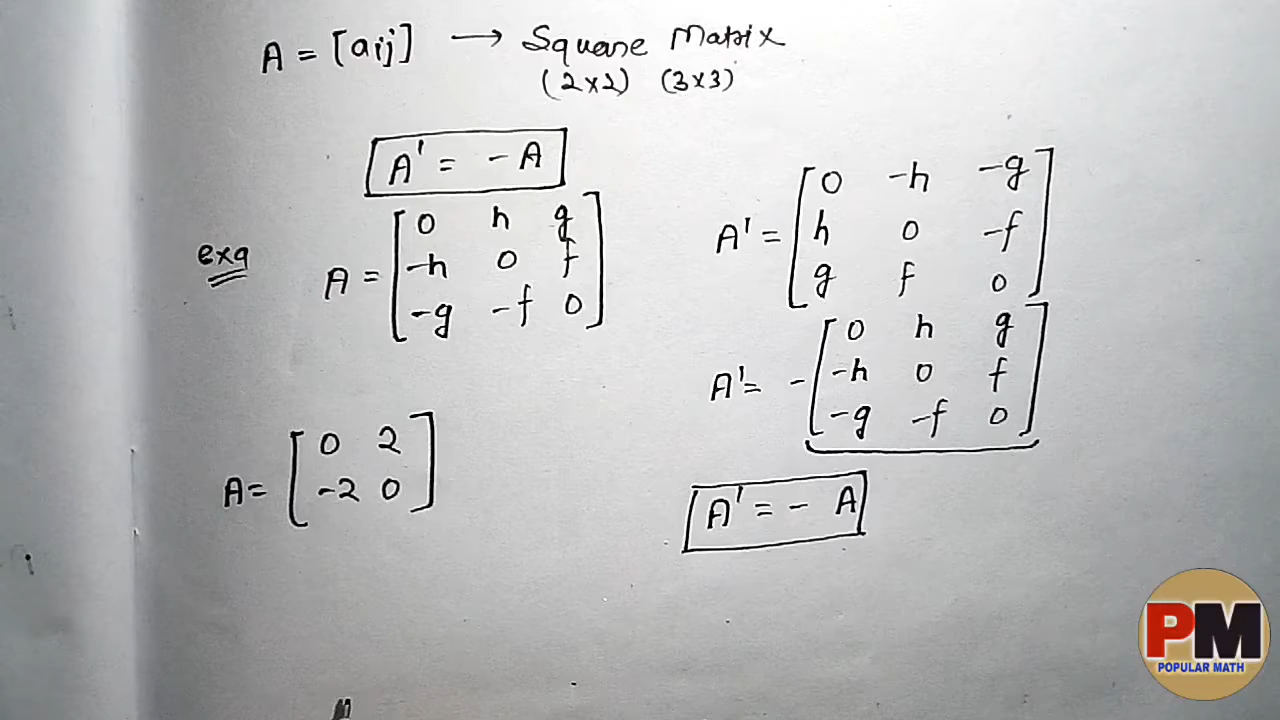 A = [aij] → Square Matrix
(2×2) (3×3)
A' = - A
exa
A = [0 h g
-h 0 f
-g -f 0]
A' = [0 -h -g
h 0 -f
g f 0]
A' = -[0 h g
-h 0 f
-g -f 0]
A' = - A
A = [0 2
-2 0]
PM
POPULAR MATH